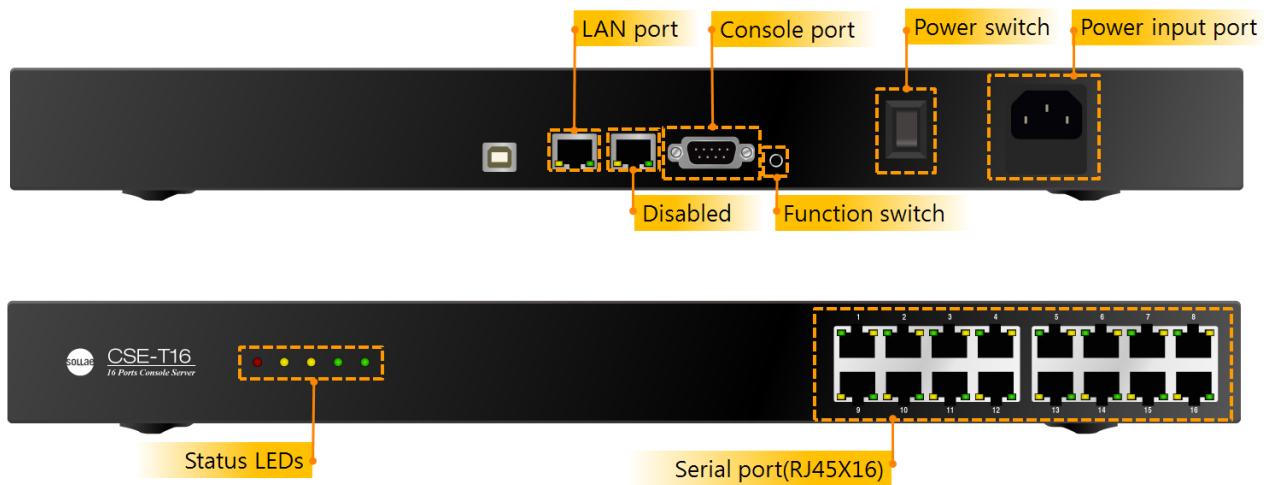 LAN port Console port Power switch Power input port
Disabled Function switch
1 2 3 4 5 6 7 8
SOLLAE CSE-T16
16 Ports Console Server
9 10 11 12 13 14 15 16
Status LEDs
Serial port(RJ45X16)